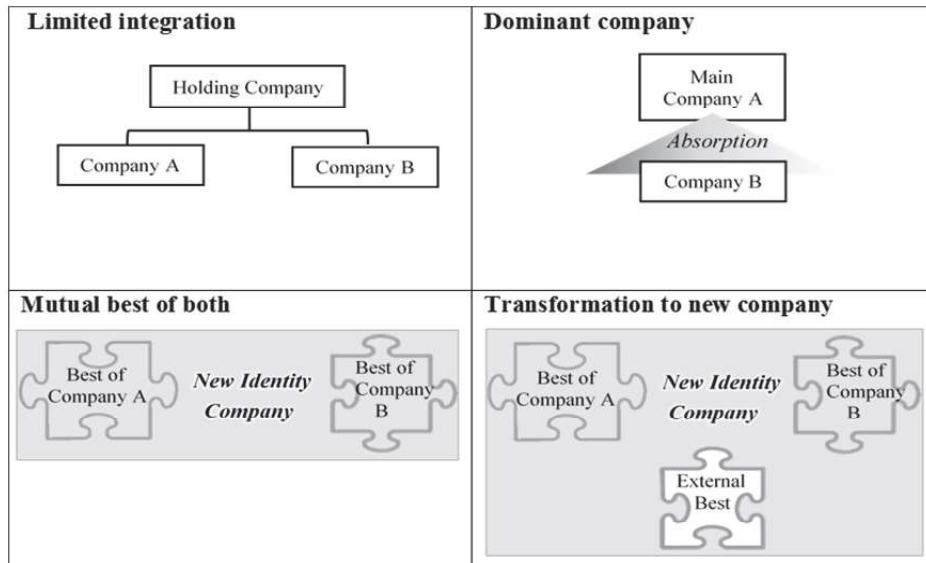 Limited integration
Holding Company
Company A
Company B
Dominant company
Main
Company A
Absorption
Company B
Mutual best of both
Best of
Company A
New Identity
Company
Best of
Company
B
Transformation to new company
Best of
Company A
New Identity
Company
Best of
Company
B
External
Best